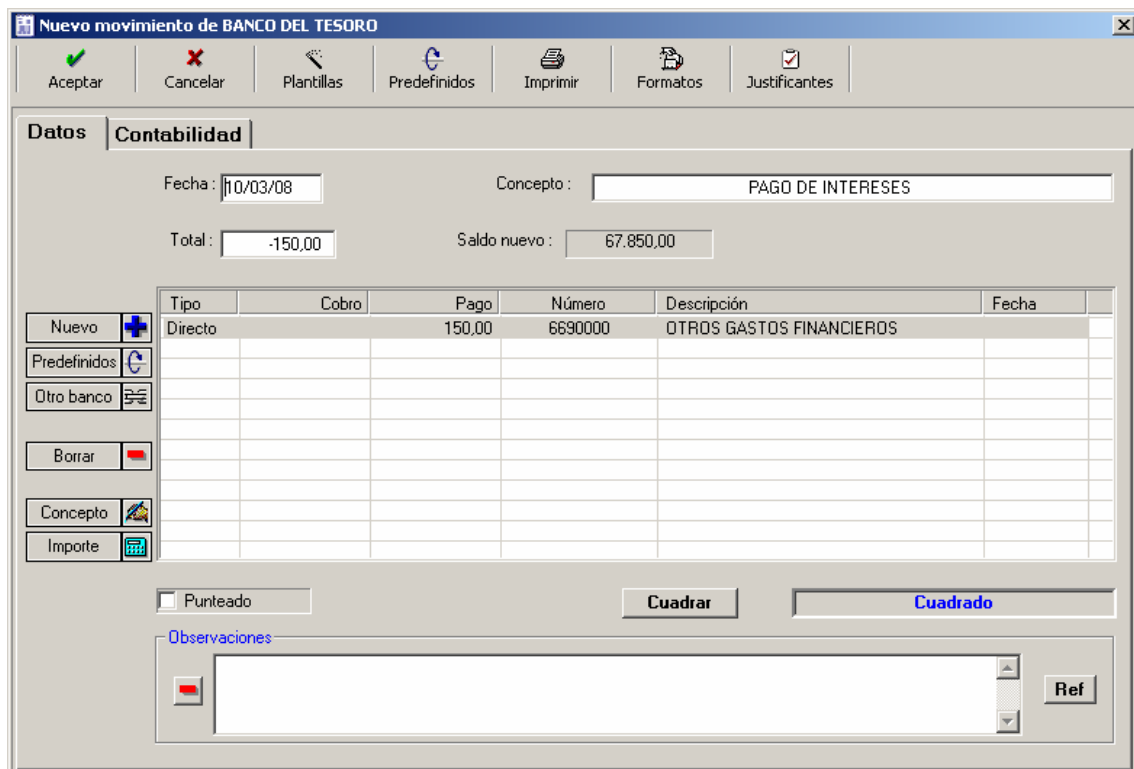 Nuevo movimiento de BANCO DEL TESORO
Aceptar Cancelar Plantillas Predefinidos Imprimir Formatos Justificantes
Datos Contabilidad
Fecha : 10/03/08 Concepto : PAGO DE INTERESES
Total : -150,00 Saldo nuevo : 67.850,00
Tipo Cobro Pago Número Descripción Fecha
Nuevo Directo 150,00 6690000 OTROS GASTOS FINANCIEROS
Predefinidos
Otro banco
Borrar
Concepto
Importe
Punteado Cuadrar Cuadrado
Observaciones
Ref